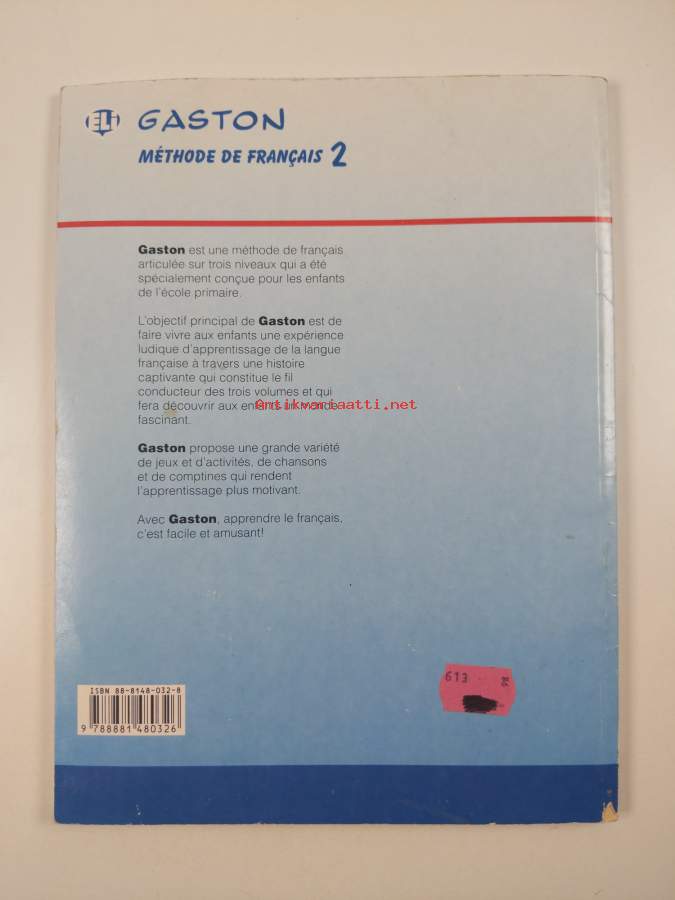 ELI GASTON
MÉTHODE DE FRANÇAIS 2
Gaston est une méthode de français
articulée sur trois niveaux qui a été
spécialement conçue pour les enfants
de l'école primaire.
L'objectif principal de Gaston est de
faire vivre aux enfants une expérience
ludique d'apprentissage de la langue
française à travers une histoire
captivante qui constitue le fil
conducteur des trois volumes et qui
fera découvrir aux enfants un monde
Antikvariaatti.net
fascinant.
Gaston propose une grande variété
de jeux et d'activités, de chansons
et de comptines qui rendent
l'apprentissage plus motivant.
Avec Gaston, apprendre le français,
c'est facile et amusant!
613
ISBN 88-8148-032-8
9 788881 480326